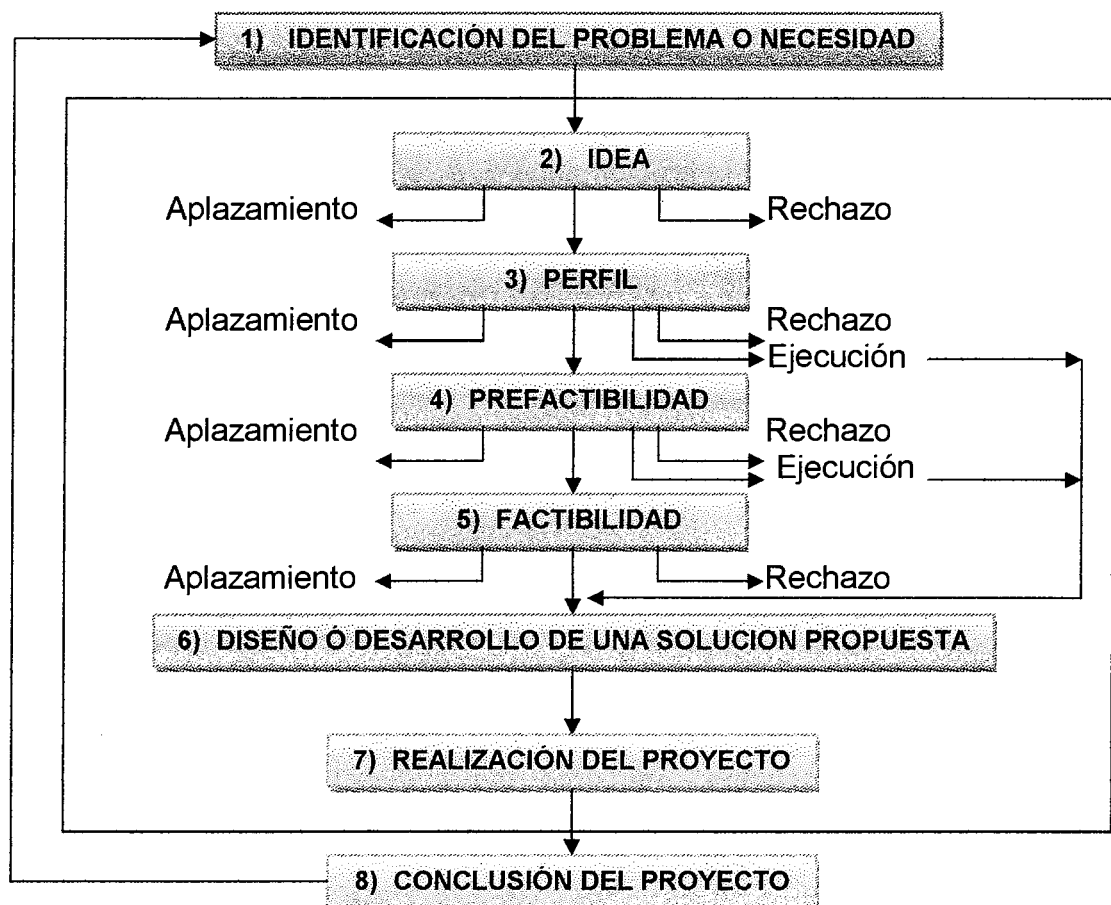 1) IDENTIFICACIÓN DEL PROBLEMA O NECESIDAD
2) IDEA
Aplazamiento
Rechazo
3) PERFIL
Aplazamiento
Rechazo
Ejecución
4) PREFACTIBILIDAD
Aplazamiento
Rechazo
Ejecución
5) FACTIBILIDAD
Aplazamiento
Rechazo
6) DISEÑO Ó DESARROLLO DE UNA SOLUCION PROPUESTA
7) REALIZACIÓN DEL PROYECTO
8) CONCLUSIÓN DEL PROYECTO